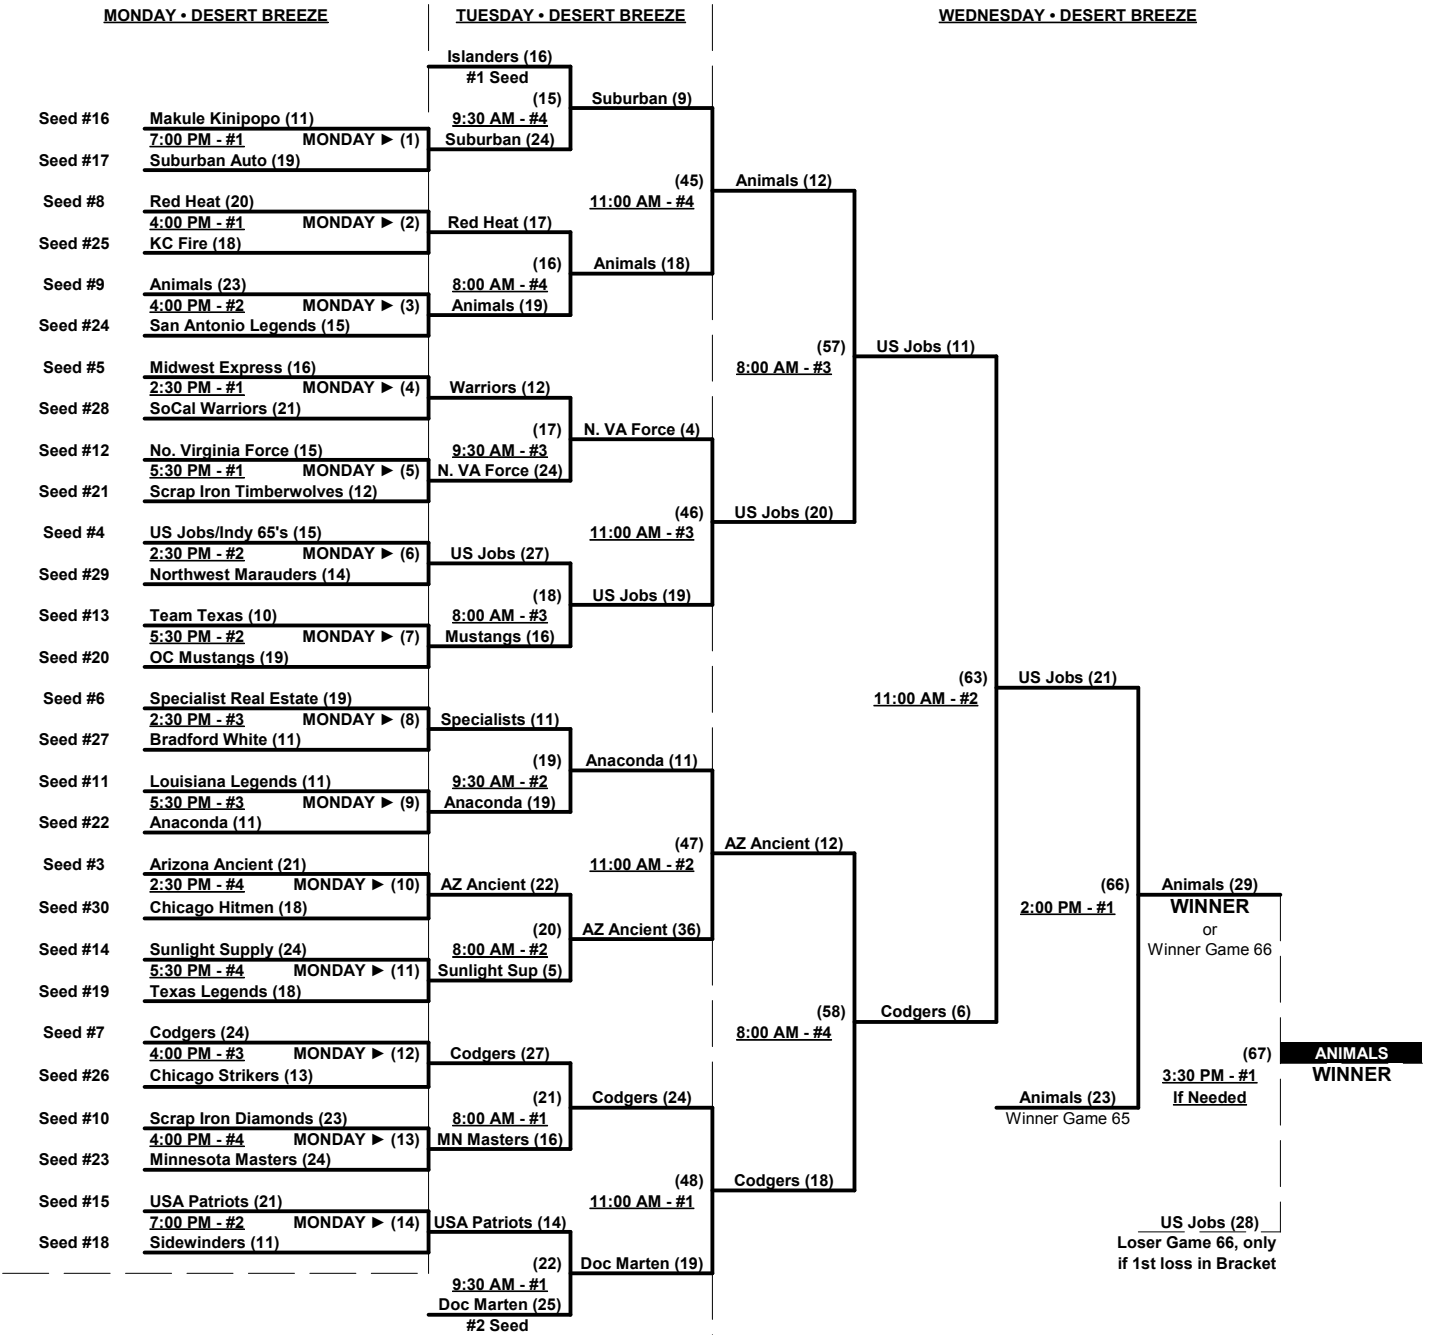 MONDAY • DESERT BREEZE
TUESDAY • DESERT BREEZE
WEDNESDAY • DESERT BREEZE
Islanders (16)
#1 Seed
(15)
Suburban (9)
Seed #16
Makule Kinipopo (11)
9:30 AM - #4
7:00 PM - #1
MONDAY ► (1)
Suburban (24)
Seed #17
Suburban Auto (19)
(45)
Animals (12)
Seed #8
Red Heat (20)
11:00 AM - #4
4:00 PM - #1
MONDAY ► (2)
Red Heat (17)
Seed #25
KC Fire (18)
(16)
Animals (18)
Seed #9
Animals (23)
8:00 AM - #4
4:00 PM - #2
MONDAY ► (3)
Animals (19)
Seed #24
San Antonio Legends (15)
(57)
US Jobs (11)
Seed #5
Midwest Express (16)
8:00 AM - #3
2:30 PM - #1
MONDAY ► (4)
Warriors (12)
Seed #28
SoCal Warriors (21)
(17)
N. VA Force (4)
Seed #12
No. Virginia Force (15)
9:30 AM - #3
5:30 PM - #1
MONDAY ► (5)
N. VA Force (24)
Seed #21
Scrap Iron Timberwolves (12)
(46)
US Jobs (20)
Seed #4
US Jobs/Indy 65's (15)
11:00 AM - #3
2:30 PM - #2
MONDAY ► (6)
US Jobs (27)
Seed #29
Northwest Marauders (14)
(18)
US Jobs (19)
Seed #13
Team Texas (10)
8:00 AM - #3
5:30 PM - #2
MONDAY ► (7)
Mustangs (16)
Seed #20
OC Mustangs (19)
(63)
US Jobs (21)
Seed #6
Specialist Real Estate (19)
11:00 AM - #2
2:30 PM - #3
MONDAY ► (8)
Specialists (11)
Seed #27
Bradford White (11)
(19)
Anaconda (11)
Seed #11
Louisiana Legends (11)
9:30 AM - #2
5:30 PM - #3
MONDAY ► (9)
Anaconda (19)
Seed #22
Anaconda (11)
(47)
AZ Ancient (12)
Seed #3
Arizona Ancient (21)
11:00 AM - #2
2:30 PM - #4
MONDAY ► (10)
AZ Ancient (22)
(66)
Animals (29)
Seed #30
Chicago Hitmen (18)
2:00 PM - #1
WINNER
(20)
AZ Ancient (36)
or
Seed #14
Sunlight Supply (24)
8:00 AM - #2
Winner Game 66
5:30 PM - #4
MONDAY ► (11)
Sunlight Sup (5)
Seed #19
Texas Legends (18)
(58)
Codgers (6)
Seed #7
Codgers (24)
8:00 AM - #4
4:00 PM - #3
MONDAY ► (12)
Codgers (27)
(67)
ANIMALS
Seed #26
Chicago Strikers (13)
3:30 PM - #1
WINNER
(21)
Codgers (24)
Animals (23)
If Needed
Seed #10
Scrap Iron Diamonds (23)
8:00 AM - #1
Winner Game 65
4:00 PM - #4
MONDAY ► (13)
MN Masters (16)
Seed #23
Minnesota Masters (24)
(48)
Codgers (18)
Seed #15
USA Patriots (21)
11:00 AM - #1
7:00 PM - #2
MONDAY ► (14)
USA Patriots (14)
US Jobs (28)
Seed #18
Sidewinders (11)
Loser Game 66, only
(22)
Doc Marten (19)
if 1st loss in Bracket
9:30 AM - #1
Doc Marten (25)
#2 Seed